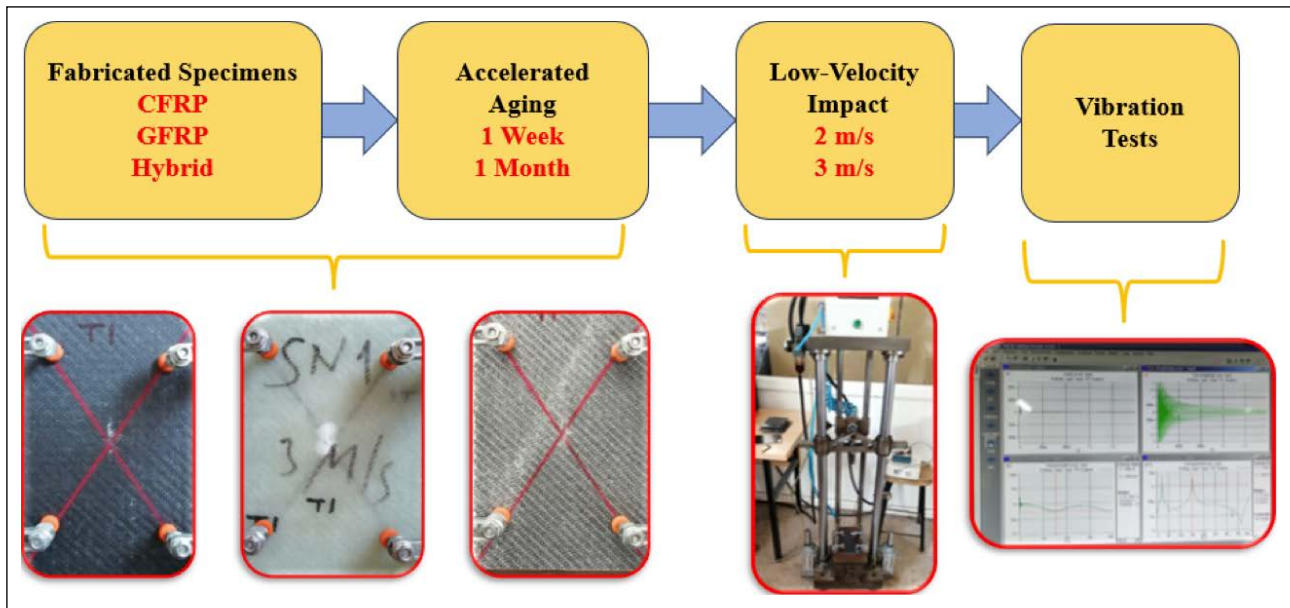 Fabricated Specimens
CFRP
GFRP
Hybrid
Accelerated
Aging
1 Week
1 Month
Low-Velocity
Impact
2 m/s
3 m/s
Vibration
Tests
T1
SN1
3 M/s
T1